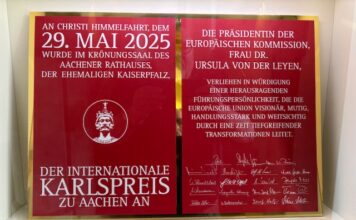 AN CHRISTI HIMMELFAHRT, DEM
29. MAI 2025
WURDE IM KRÖNUNGSSAAL DES
AACHENER RATHAUSES,
DER EHEMALIGEN KAISERPFALZ,
DER INTERNATIONALE
KARLSPREIS
ZU AACHEN AN
DIE PRÄSIDENTIN DER
EUROPÄISCHEN KOMMISSION,
FRAU DR.
URSULA VON DER LEYEN,
VERLIEHEN IN WÜRDIGUNG
EINER HERAUSRAGENDEN
FÜHRUNGSPERSÖNLICHKEIT, DIE DIE
EUROPÄISCHE UNION VISIONÄR, MUTIG,
HANDLUNGSSTARK UND WEITSICHTIG
DURCH EINE ZEIT TIEFGREIFENDER
TRANSFORMATIONEN LEITET.